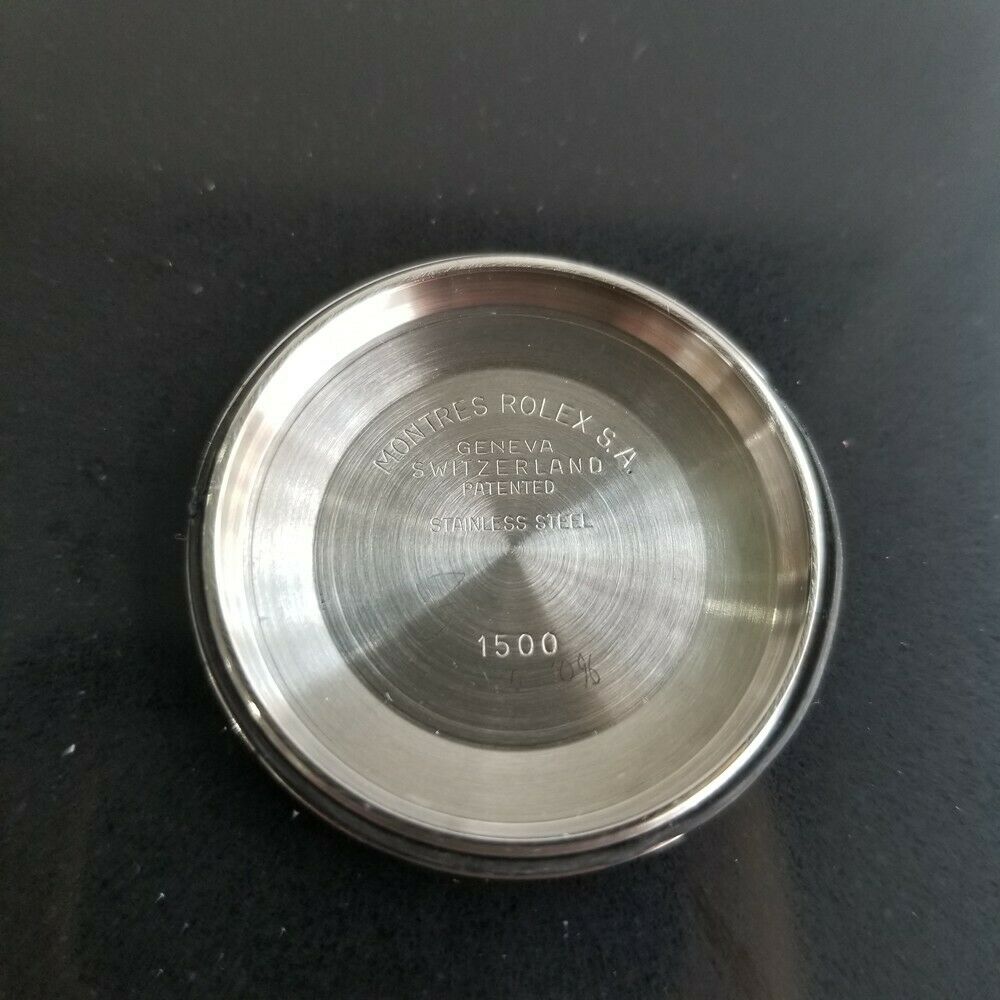 MONTRES ROLEX S.A.
GENEVA
SWITZERLAND
PATENTED
STAINLESS STEEL
1500